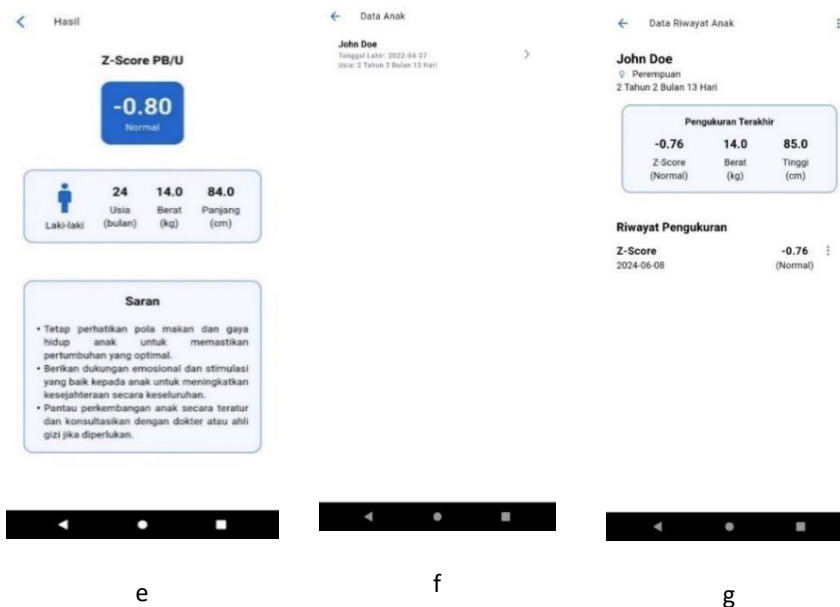 Hasil
Z-Score PB/U
-0.80
Normal
24 14.0 84.0
Usia Berat Panjang
Laki-laki (bulan) (kg) (cm)
Saran
• Tetap perhatikan pola makan dan gaya
hidup anak untuk memastikan
pertumbuhan yang optimal.
• Berikan dukungan emosional dan stimulasi
yang baik kepada anak untuk meningkatkan
kesejahteraan secara keseluruhan.
• Pantau perkembangan anak secara teratur
dan konsultasikan dengan dokter atau ahli
gizi jika diperlukan.
e
Data Anak
John Doe
Tanggal Lahir: 2022-04-27
Usia: 2 Tahun 2 Bulan 13 Hari
f
Data Riwayat Anak
John Doe
Perempuan
2 Tahun 2 Bulan 13 Hari
Pengukuran Terakhir
-0.76 14.0 85.0
Z-Score Berat Tinggi
(Normal) (kg) (cm)
Riwayat Pengukuran
Z-Score -0.76
2024-06-08 (Normal)
g